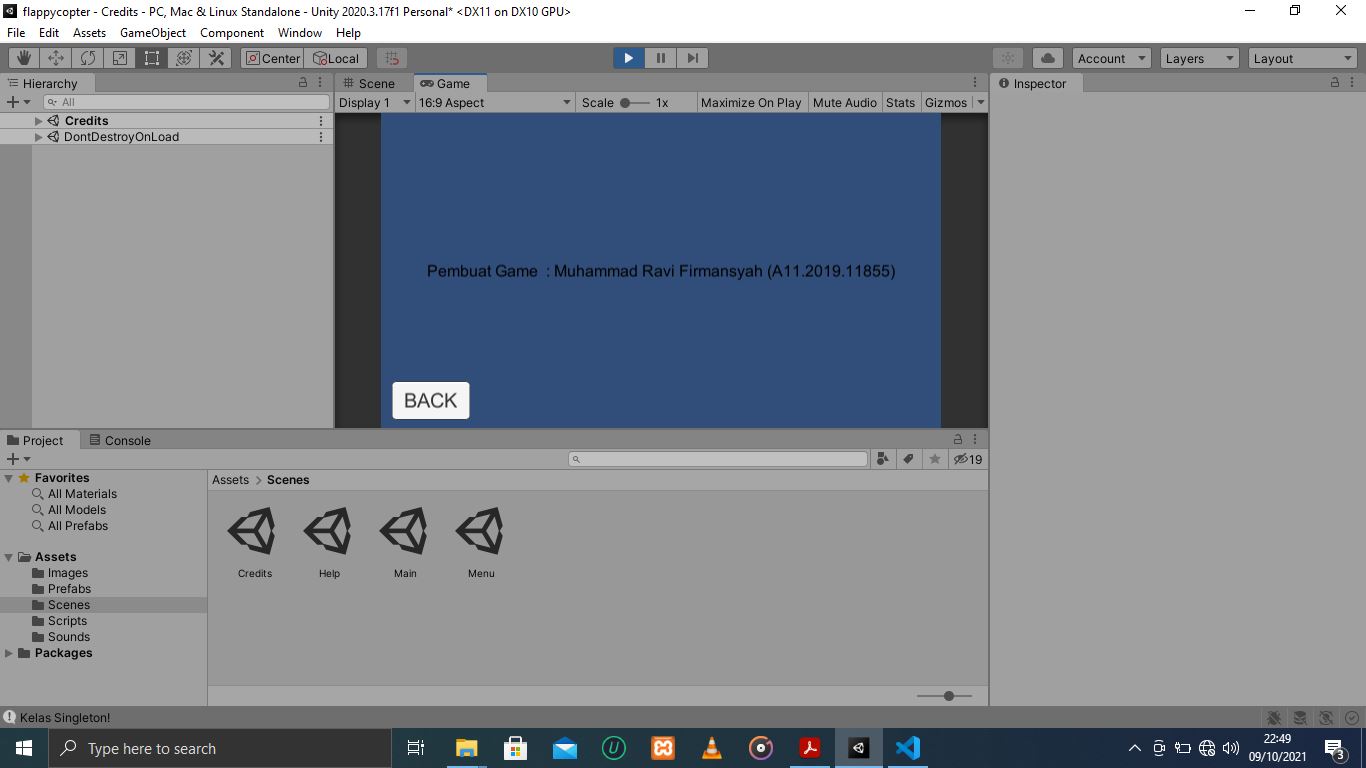 flappycopter - Credits - PC, Mac & Linux Standalone - Unity 2020.3.17f1 Personal* <DX11 on DX10 GPU>
File Edit Assets GameObject Component Window Help
Center Local Account Layers Layout
Hierarchy
All
Credits
DontDestroyOnLoad
Scene Game
Display 1 16:9 Aspect Scale 1x Maximize On Play Mute Audio Stats Gizmos
Pembuat Game : Muhammad Ravi Firmansyah (A11.2019.11855)
BACK
Inspector
Project Console
19
Favorites
All Materials
All Models
All Prefabs
Assets
Images
Prefabs
Scenes
Scripts
Sounds
Packages
Assets > Scenes
Credits Help Main Menu
Kelas Singleton!
Type here to search
22:49
09/10/2021
3